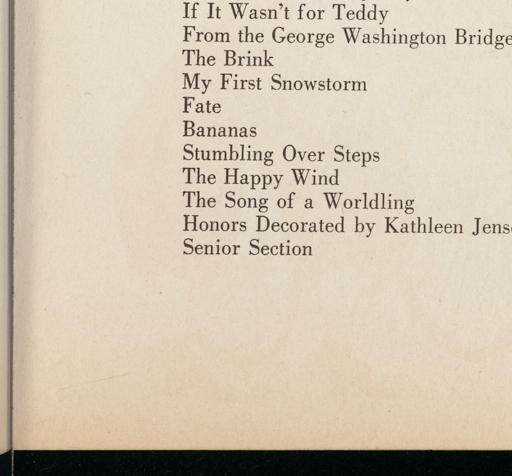 If It Wasn't for Teddy
From the George Washington Bridge
The Brink
My First Snowstorm
Fate
Bananas
Stumbling Over Steps
The Happy Wind
The Song of a Worldling
Honors Decorated by Kathleen Jens
Senior Section